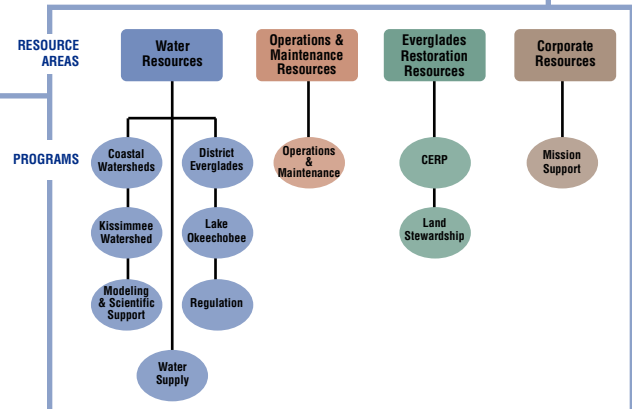 RESOURCE
AREAS
Water
Resources
Operations &
Maintenance
Resources
Everglades
Restoration
Resources
Corporate
Resources
PROGRAMS
Coastal
Watersheds
District
Everglades
Operations
&
Maintenance
CERP
Mission
Support
Kissimmee
Watershed
Lake
Okeechobee
Land
Stewardship
Modeling
& Scientific
Support
Regulation
Water
Supply